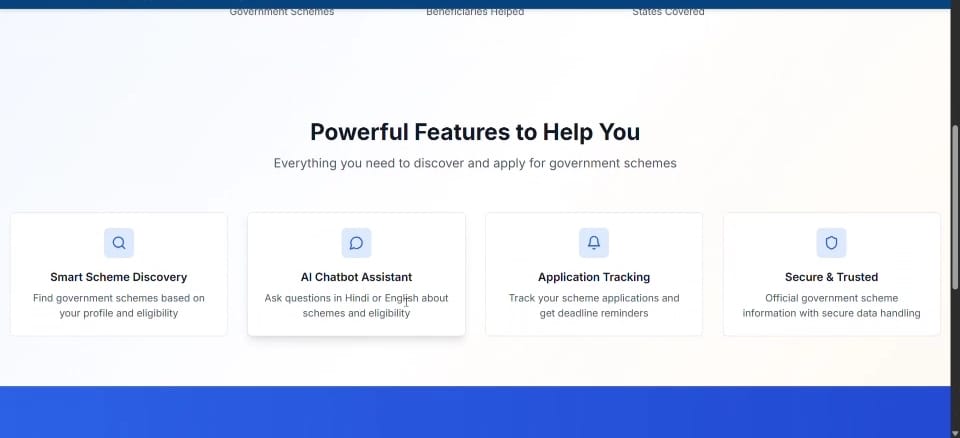 Government Schemes
Beneficiaries Helped
States Covered
Powerful Features to Help You
Everything you need to discover and apply for government schemes
Smart Scheme Discovery
Find government schemes based on
your profile and eligibility
AI Chatbot Assistant
Ask questions in Hindi or English about
schemes and eligibility
Application Tracking
Track your scheme applications and
get deadline reminders
Secure & Trusted
Official government scheme
information with secure data handling